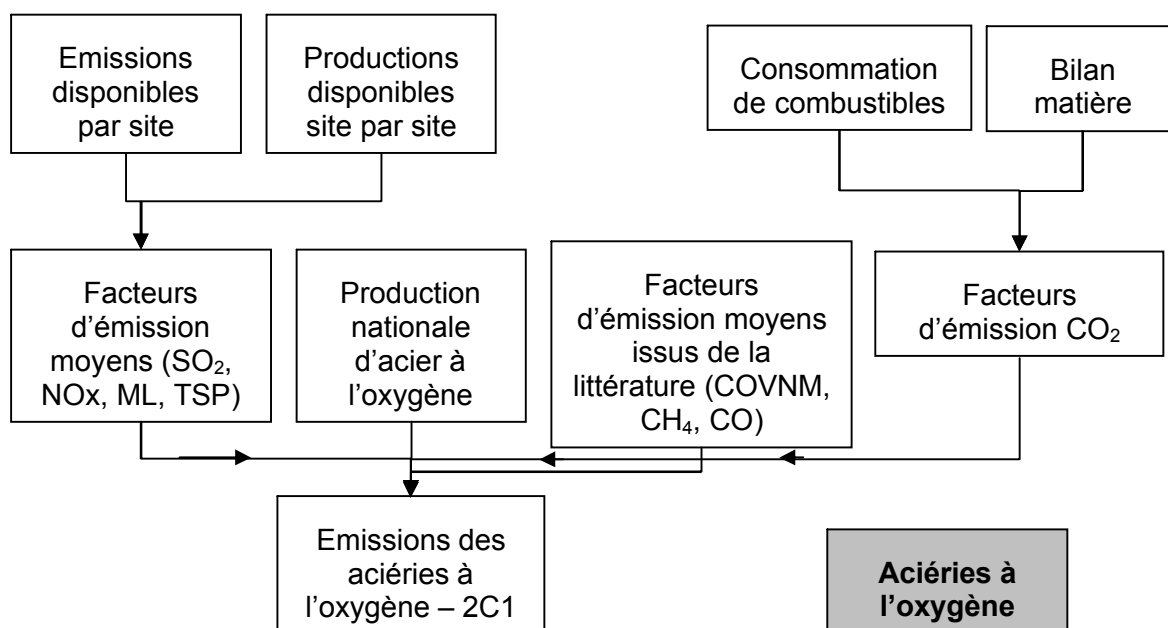 Emissions
disponibles
par site
Productions
disponibles
site par site
Consommation
de combustibles
Bilan
matière
Facteurs
d’émission
moyens (SO₂,
NOx, ML, TSP)
Production
nationale
d’acier à
l’oxygène
Facteurs
d’émission moyens
issus de la
littérature (COVNM,
CH₄, CO)
Facteurs
d’émission CO₂
Emissions des
aciéries à
l’oxygène – 2C1
Aciéries à
l’oxygène